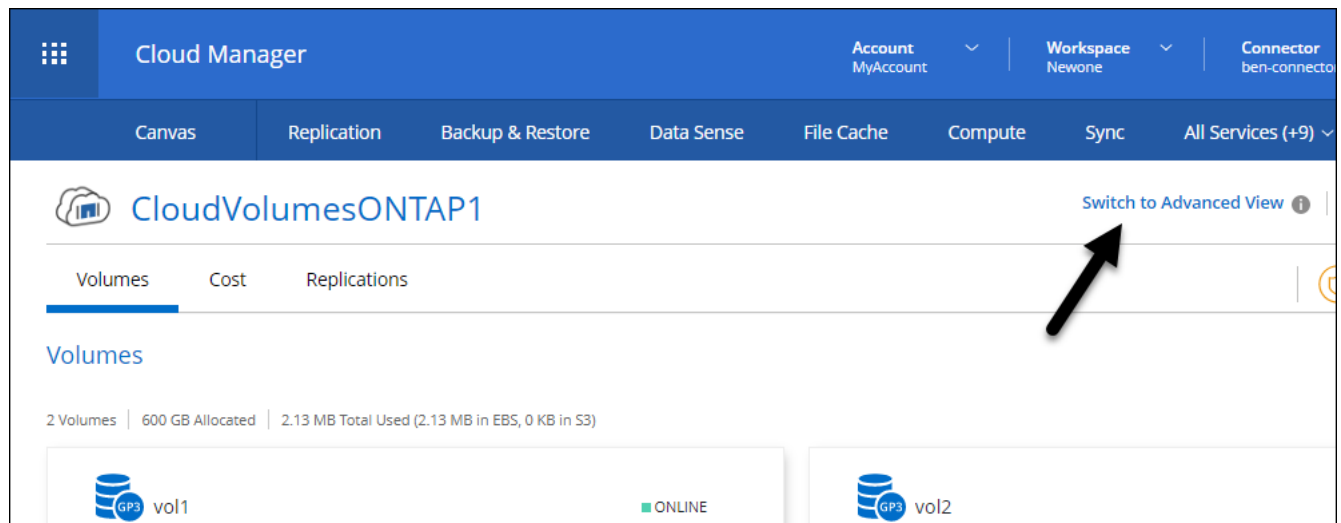 Cloud Manager
Account
MyAccount
Workspace
Newone
Connector
ben-connector
Canvas
Replication
Backup & Restore
Data Sense
File Cache
Compute
Sync
All Services (+9)
CloudVolumesONTAP1
Switch to Advanced View
Volumes
Cost
Replications
Volumes
2 Volumes | 600 GB Allocated | 2.13 MB Total Used (2.13 MB in EBS, 0 KB in S3)
GP3
vol1
ONLINE
GP3
vol2